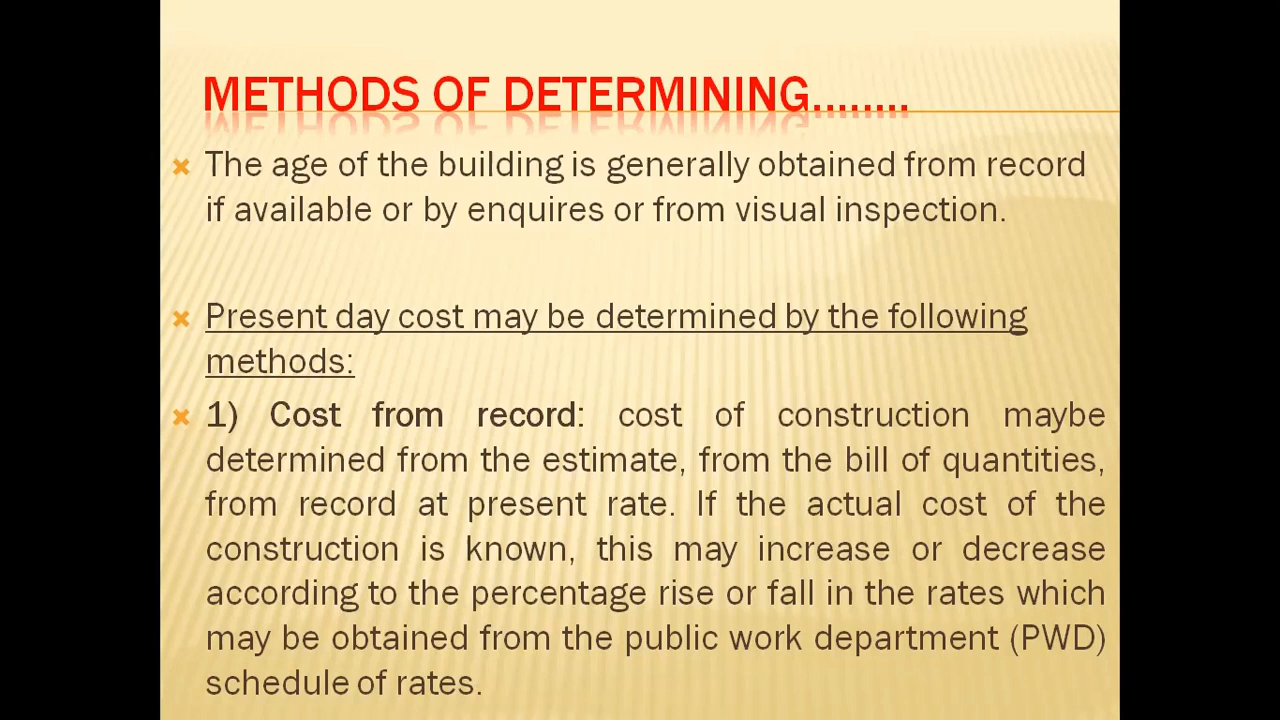 METHODS OF DETERMINING........
The age of the building is generally obtained from record
if available or by enquires or from visual inspection.
Present day cost may be determined by the following
methods:
1) Cost from record: cost of construction maybe
determined from the estimate, from the bill of quantities,
from record at present rate. If the actual cost of the
construction is known, this may increase or decrease
according to the percentage rise or fall in the rates which
may be obtained from the public work department (PWD)
schedule of rates.